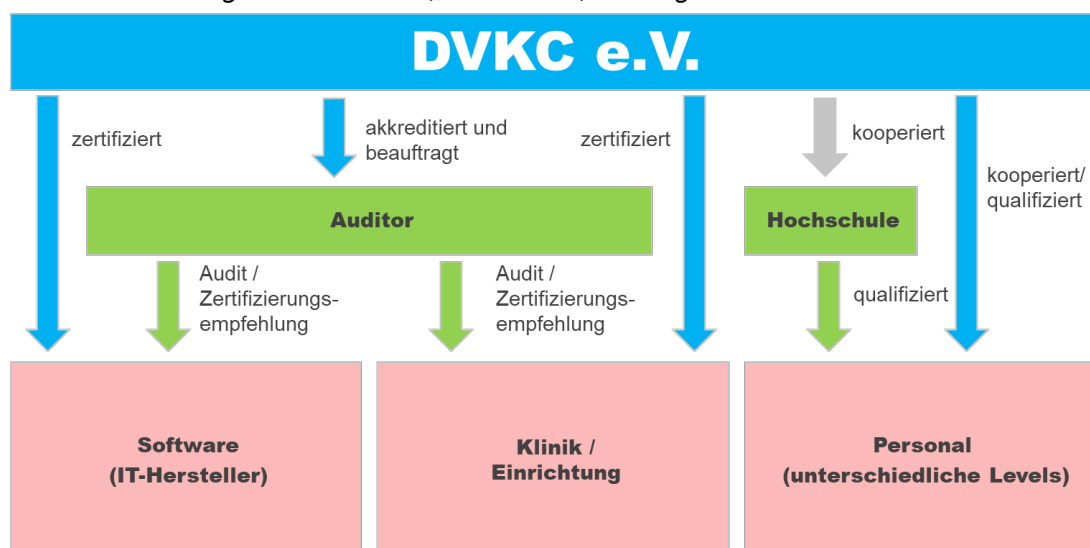 DVKC e.V.
zertifiziert
akkreditiert und
beauftragt
zertifiziert
kooperiert
kooperiert/
qualifiziert
Auditor
Hochschule
Audit /
Zertifizierungs-
empfehlung
Audit /
Zertifizierungs-
empfehlung
qualifiziert
Software
(IT-Hersteller)
Klinik /
Einrichtung
Personal
(unterschiedliche Levels)